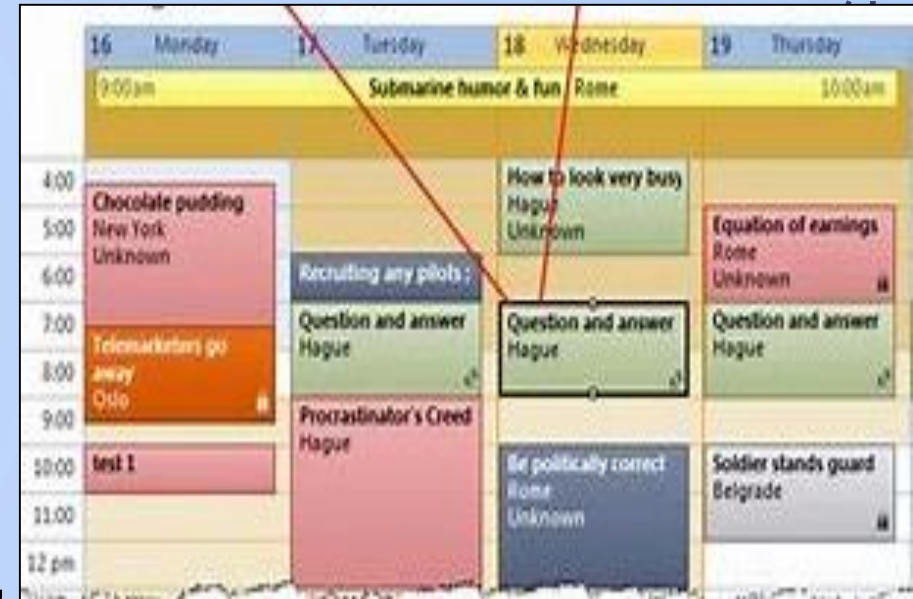 16 Monday
17 Tuesday
18 Wednesday
19 Thursday
9:00am Submarine humor & fun Rome 10:00am
4:00
5:00
6:00
7:00
8:00
9:00
10:00
11:00
12 pm
Chocolate pudding
New York
Unknown
Telemarketers go
away
Oslo
test 1
Recruiting any pilots :
Question and answer
Hague
Procrastinator's Creed
Hague
How to look very busy
Hague
Unknown
Question and answer
Hague
Be politically correct
Rome
Unknown
Equation of earnings
Rome
Unknown
Question and answer
Hague
Soldier stands guard
Belgrade